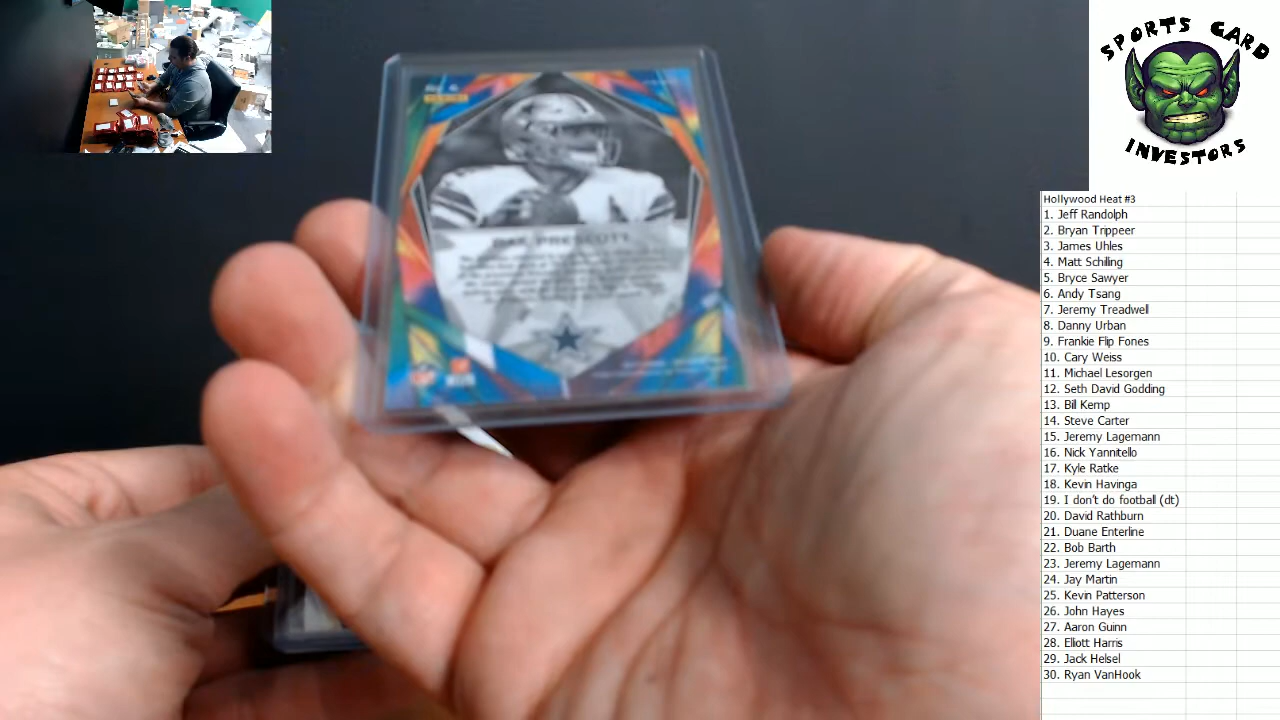 SPORTS CARD
INVESTORS
Hollywood Heat #3
1. Jeff Randolph
2. Bryan Trippeer
3. James Uhles
4. Matt Schiling
5. Bryce Sawyer
6. Andy Tsang
7. Jeremy Treadwell
8. Danny Urban
9. Frankie Flip Fones
10. Cary Weiss
11. Michael Lesorgen
12. Seth David Godding
13. Bill Kemp
14. Steve Carter
15. Jeremy Lagemann
16. Nick Yannitello
17. Kyle Ratke
18. Kevin Havinga
19. I don't do football (dt)
20. David Rathburn
21. Duane Enterline
22. Bob Barth
23. Jeremy Lagemann
24. Jay Martin
25. Kevin Patterson
26. John Hayes
27. Aaron Guinn
28. Eliott Harris
29. Jack Helsel
30. Ryan VanHook
DAK PRESCOTT